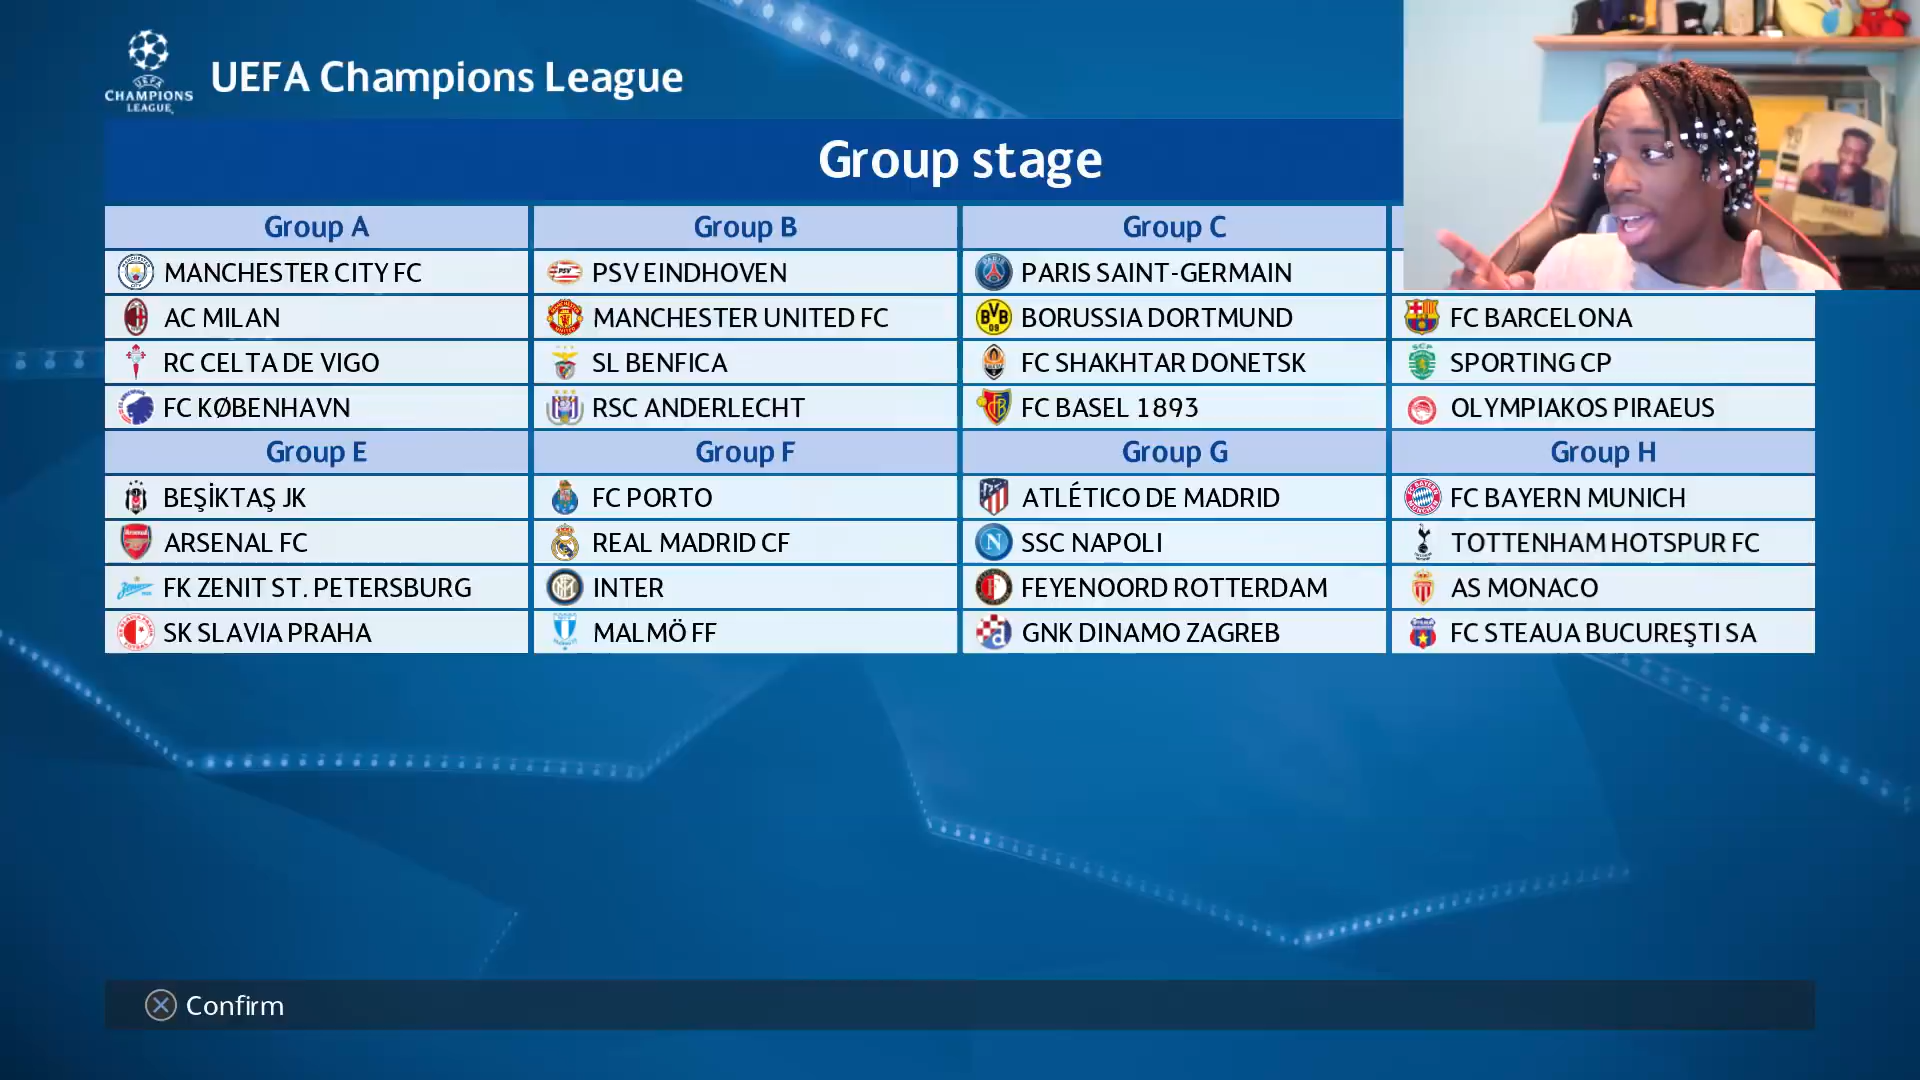 UEFA
CHAMPIONS
LEAGUE
UEFA Champions League
Group stage
Group A
MANCHESTER CITY FC
AC MILAN
RC CELTA DE VIGO
FC KØBENHAVN
Group B
PSV EINDHOVEN
MANCHESTER UNITED FC
SL BENFICA
RSC ANDERLECHT
Group C
PARIS SAINT-GERMAIN
BORUSSIA DORTMUND
FC SHAKHTAR DONETSK
FC BASEL 1893
FC BARCELONA
SPORTING CP
OLYMPIAKOS PIRAEUS
Group E
BEŞİKTAŞ JK
ARSENAL FC
FK ZENIT ST. PETERSBURG
SK SLAVIA PRAHA
Group F
FC PORTO
REAL MADRID CF
INTER
MALMÖ FF
Group G
ATLÉTICO DE MADRID
SSC NAPOLI
FEYENOORD ROTTERDAM
GNK DINAMO ZAGREB
Group H
FC BAYERN MUNICH
TOTTENHAM HOTSPUR FC
AS MONACO
FC STEAUA BUCUREŞTI SA
Confirm